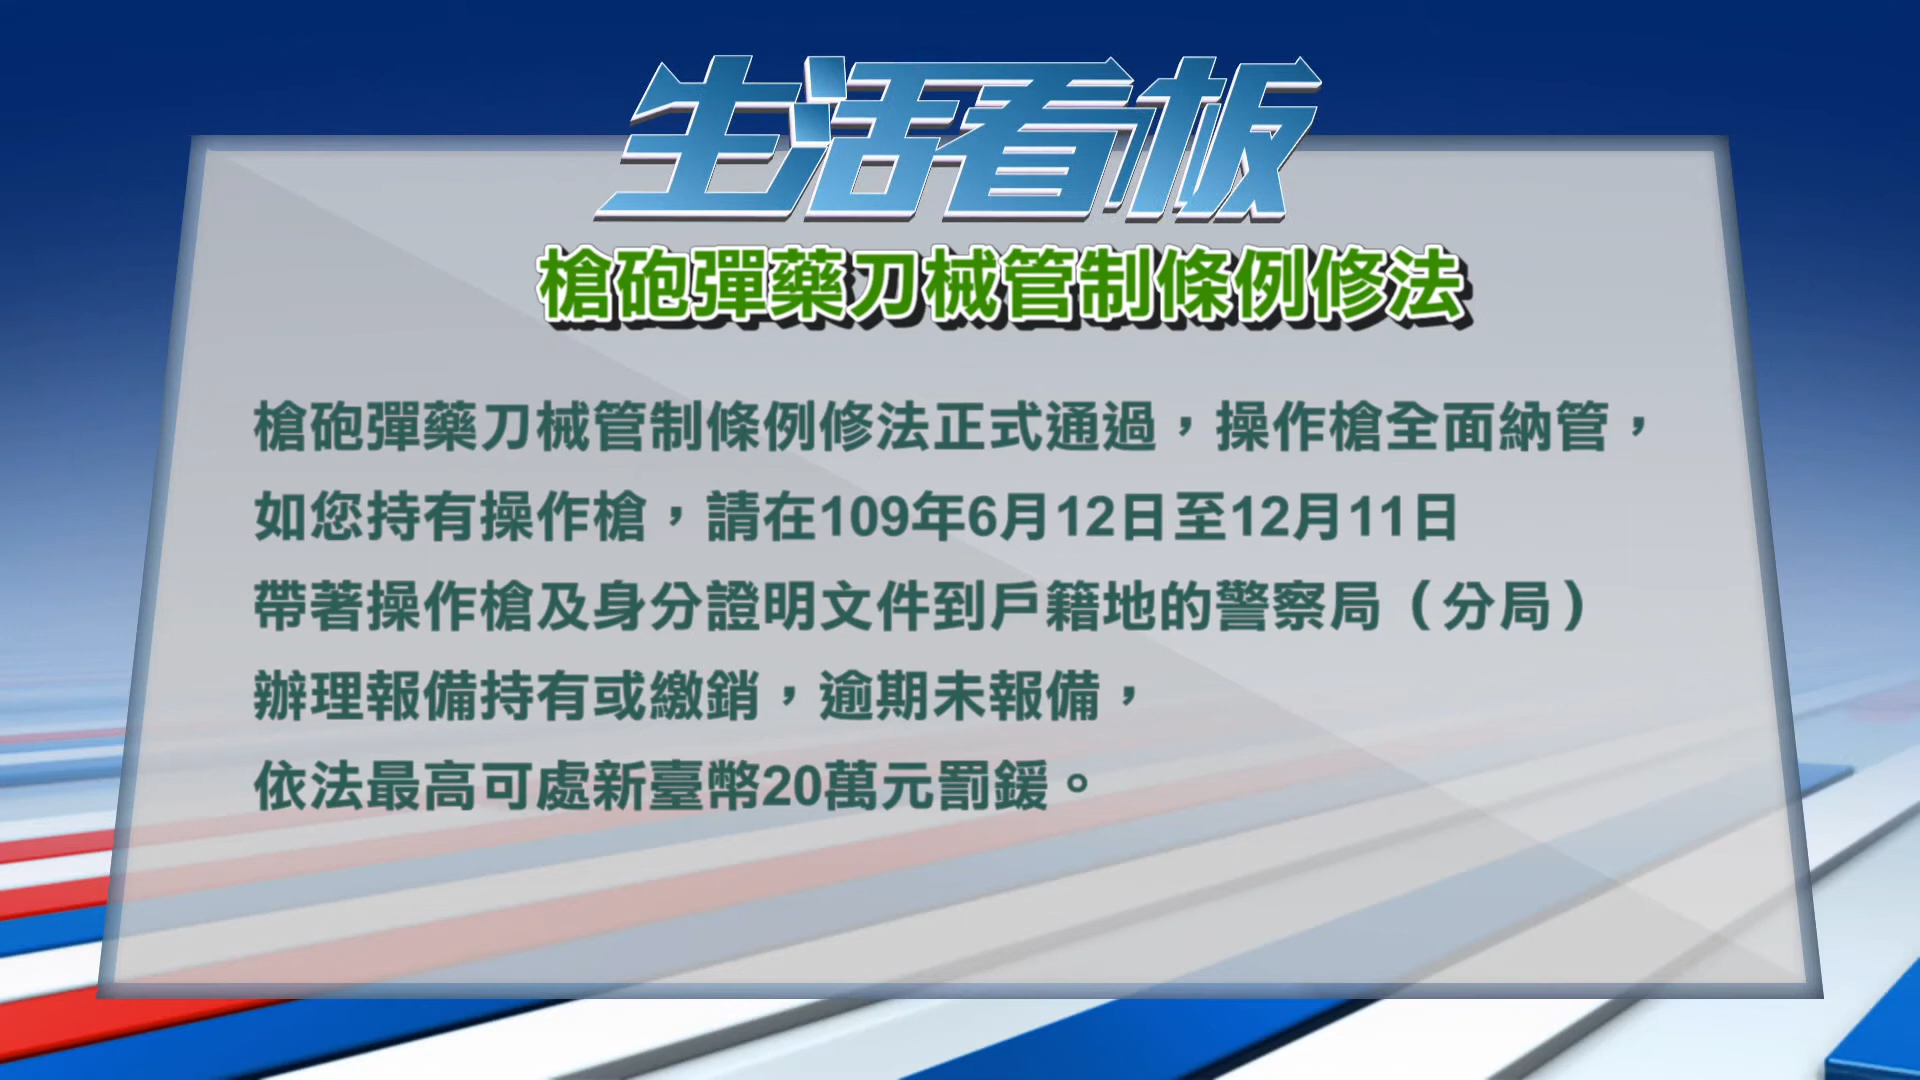 生活看板
槍砲彈藥刀械管制條例修法
槍砲彈藥刀械管制條例修法正式通過，操作槍全面納管，
如您持有操作槍，請在109年6月12日至12月11日
帶著操作槍及身分證明文件到戶籍地的警察局（分局）
辦理報備持有或繳銷，逾期未報備，
依法最高可處新臺幣20萬元罰鍰。